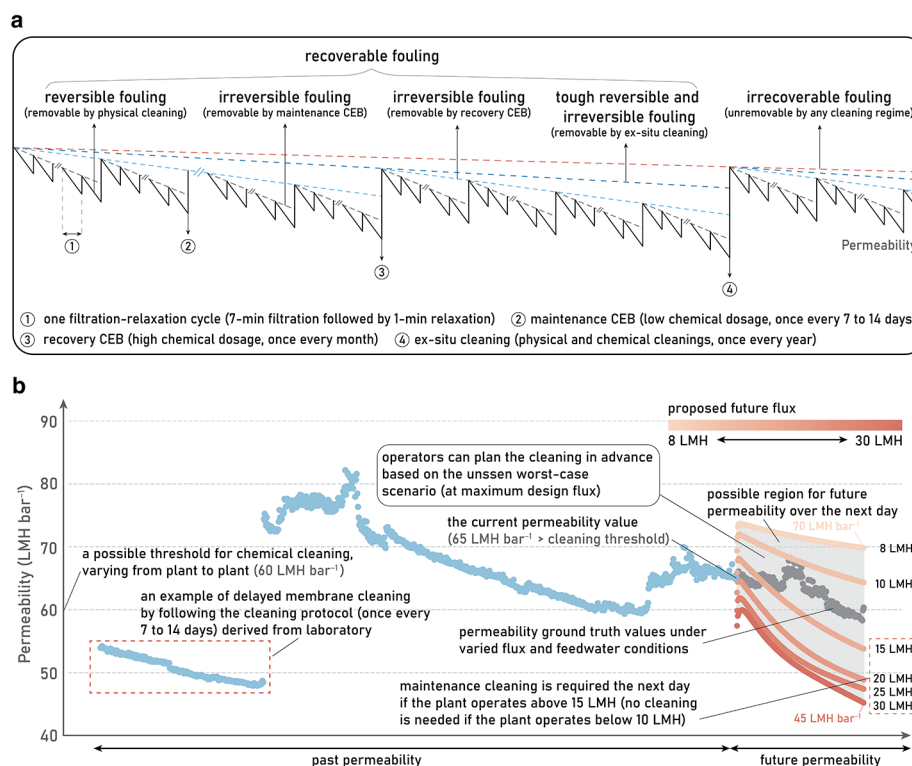 a
recoverable fouling
reversible fouling
(removable by physical cleaning)
irreversible fouling
(removable by maintenance CEB)
irreversible fouling
(removable by recovery CEB)
tough reversible and
irreversible fouling
(removable by ex-situ cleaning)
irrecoverable fouling
(unremovable by any cleaning regime)
①
②
③
④
Permeability
① one filtration-relaxation cycle (7-min filtration followed by 1-min relaxation)
② maintenance CEB (low chemical dosage, once every 7 to 14 days
③ recovery CEB (high chemical dosage, once every month)
④ ex-situ cleaning (physical and chemical cleanings, once every year)
b
Permeability (LMH bar⁻¹)
90
80
70
60
50
40
proposed future flux
8 LMH
30 LMH
operators can plan the cleaning in advance
based on the unssen worst-case
scenario (at maximum design flux)
possible region for future
permeability over the next day
the current permeability value
(65 LMH bar⁻¹ > cleaning threshold)
70 LMH bar⁻¹
8 LMH
10 LMH
15 LMH
20 LMH
25 LMH
30 LMH
a possible threshold for chemical cleaning,
varying from plant to plant (60 LMH bar⁻¹)
an example of delayed membrane cleaning
by following the cleaning protocol (once every
7 to 14 days) derived from laboratory
permeability ground truth values under
varied flux and feedwater conditions
maintenance cleaning is required the next day
if the plant operates above 15 LMH (no cleaning
is needed if the plant operates below 10 LMH)
45 LMH bar⁻¹
past permeability
future permeability